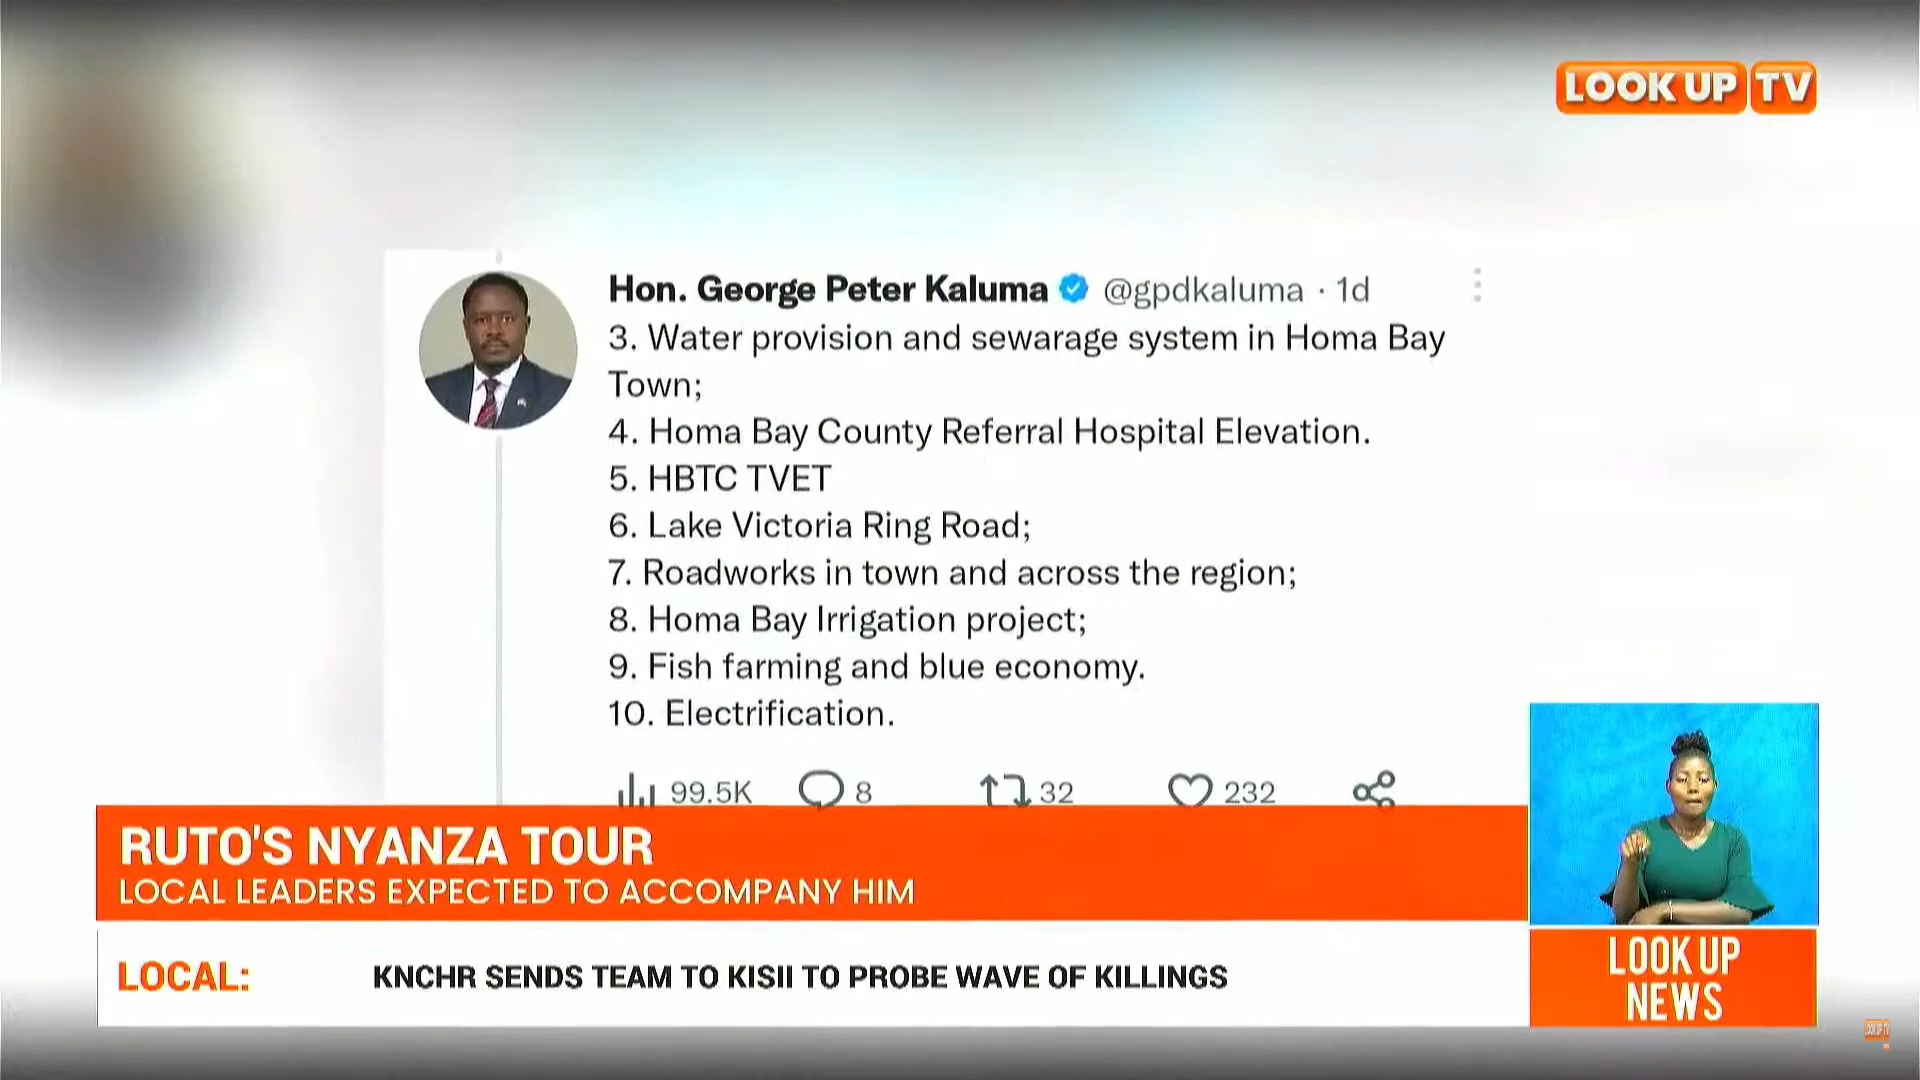 LOOK UP TV
Hon. George Peter Kaluma @gpdkaluma · 1d
3. Water provision and sewarage system in Homa Bay
Town;
4. Homa Bay County Referral Hospital Elevation.
5. HBTC TVET
6. Lake Victoria Ring Road;
7. Roadworks in town and across the region;
8. Homa Bay Irrigation project;
9. Fish farming and blue economy.
10. Electrification.
99.5K 8 32 232
RUTO'S NYANZA TOUR
LOCAL LEADERS EXPECTED TO ACCOMPANY HIM
LOCAL: KNCHR SENDS TEAM TO KISII TO PROBE WAVE OF KILLINGS
LOOK UP
NEWS
LOOK UP TV